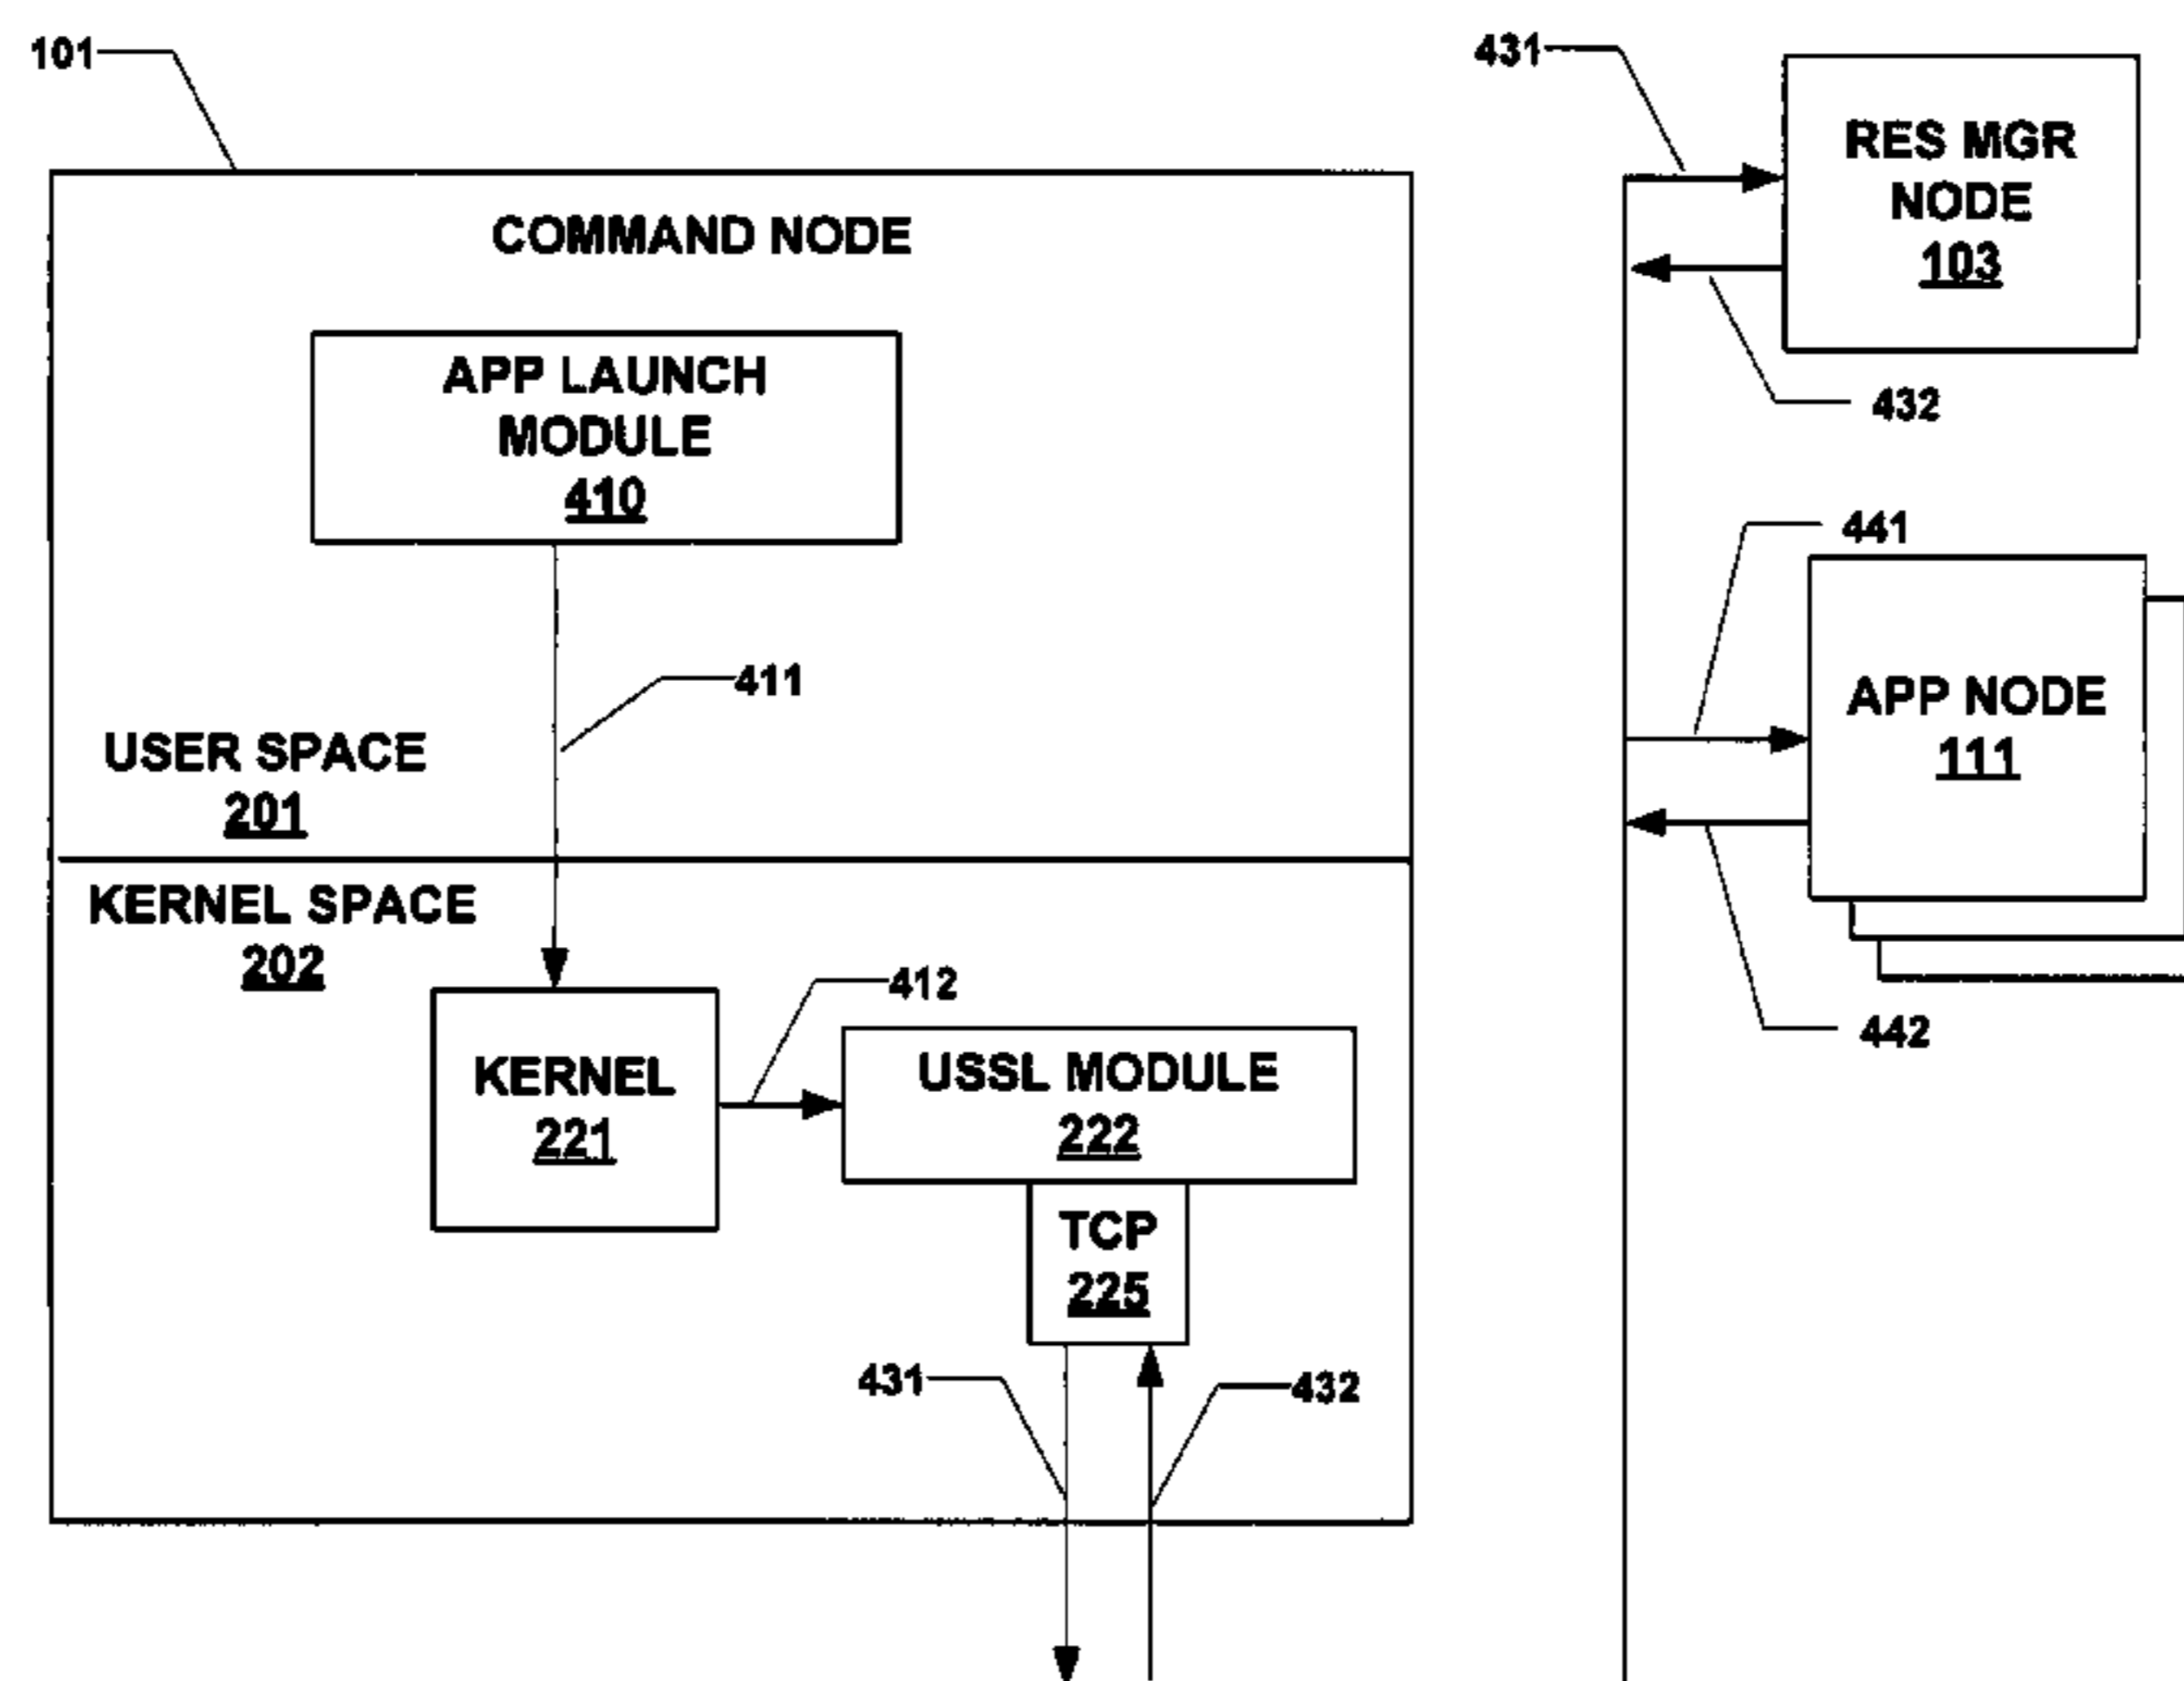 101
COMMAND NODE
APP LAUNCH
MODULE
410
411
USER SPACE
201
KERNEL SPACE
202
412
KERNEL
221
USSL MODULE
222
TCP
225
431
432
431
RES MGR
NODE
103
432
441
APP NODE
111
442